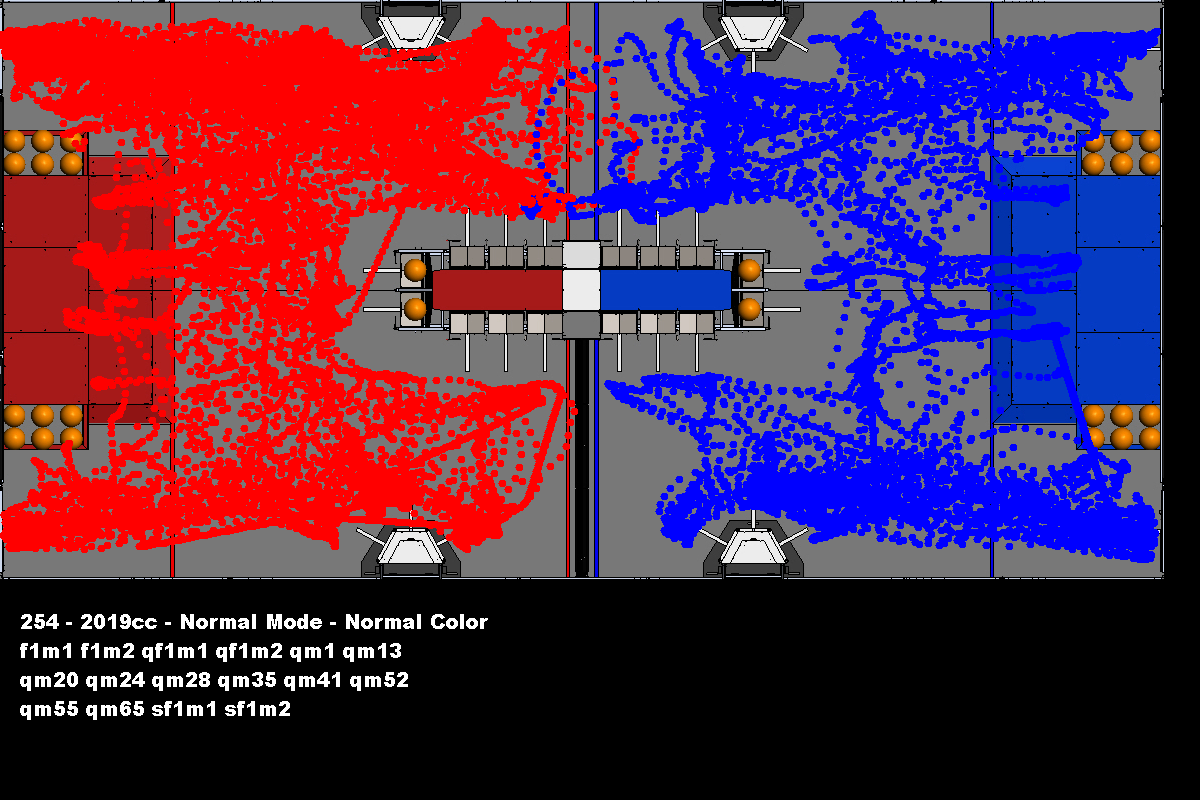 254 - 2019cc - Normal Mode - Normal Color
f1m1 f1m2 qf1m1 qf1m2 qm1 qm13
qm20 qm24 qm28 qm35 qm41 qm52
qm55 qm65 sf1m1 sf1m2